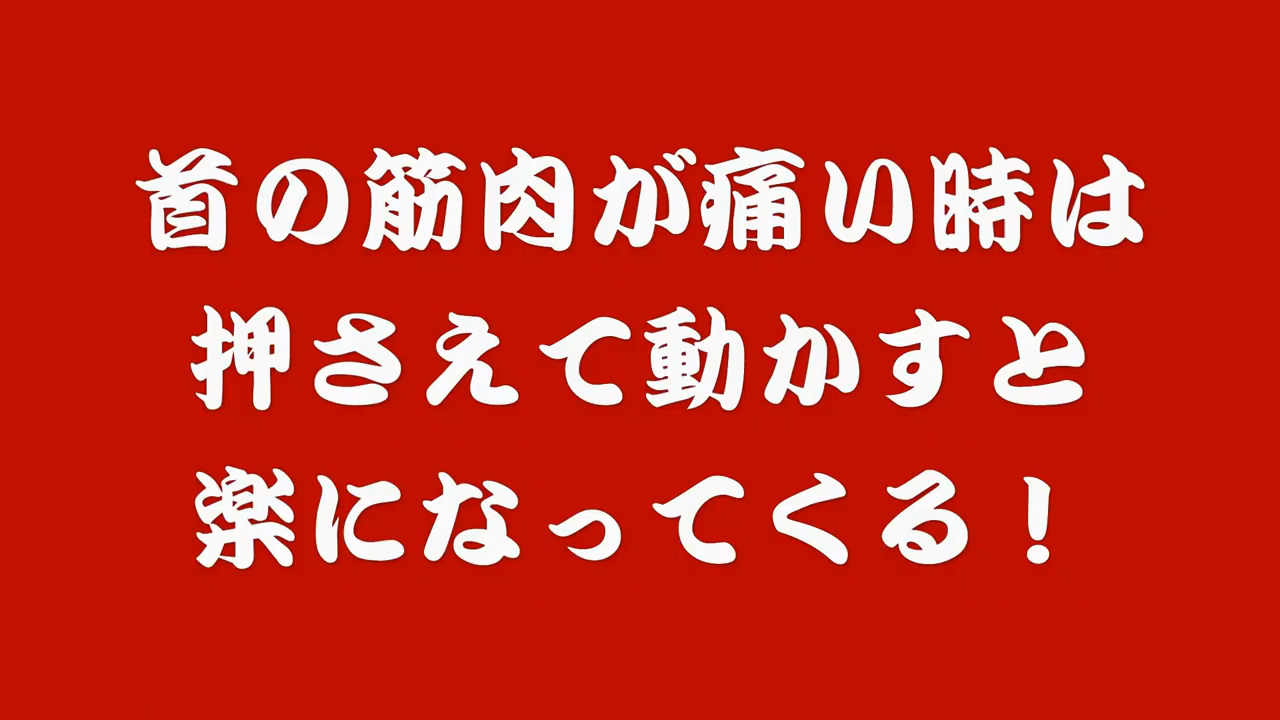 首の筋肉が痛い時は
押さえて動かすと
楽になってくる！